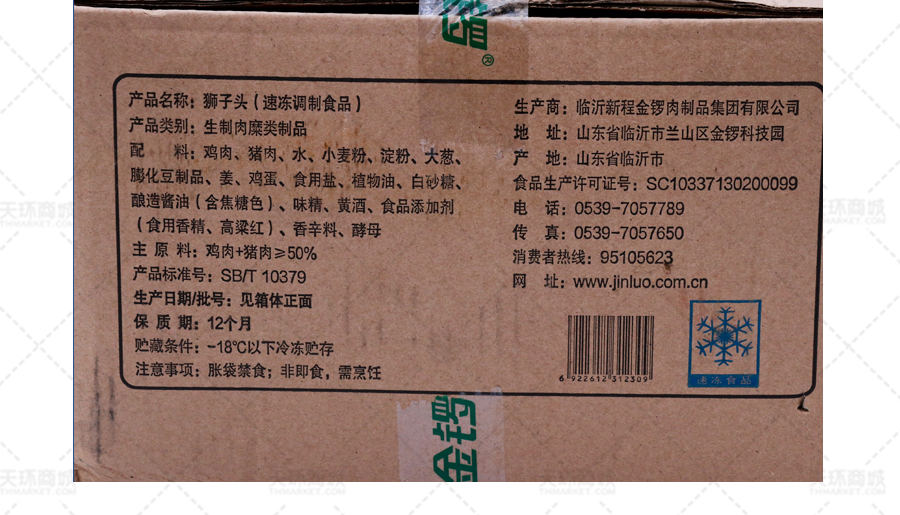 产品名称：狮子头（速冻调制食品）
产品类别：生制肉糜类制品
配 料：鸡肉、猪肉、水、小麦粉、淀粉、大葱、
膨化豆制品、姜、鸡蛋、食用盐、植物油、白砂糖、
酿造酱油（含焦糖色）、味精、黄酒、食品添加剂
（食用香精、高粱红）、香辛料、酵母
主 原 料：鸡肉+猪肉≥50%
产品标准号：SB/T 10379
生产日期/批号：见箱体正面
保 质 期：12个月
贮藏条件：-18℃以下冷冻贮存
注意事项：胀袋禁食；非即食，需烹饪
生产商：临沂新程金锣肉制品集团有限公司
地 址：山东省临沂市兰山区金锣科技园
产 地：山东省临沂市
食品生产许可证号：SC10337130200099
电 话：0539-7057789
传 真：0539-7057650
消费者热线：95105623
网 址：www.jinluo.com.cn
6 922612 312309
速冻食品
金锣
®
天环商城
THMARKET.COM